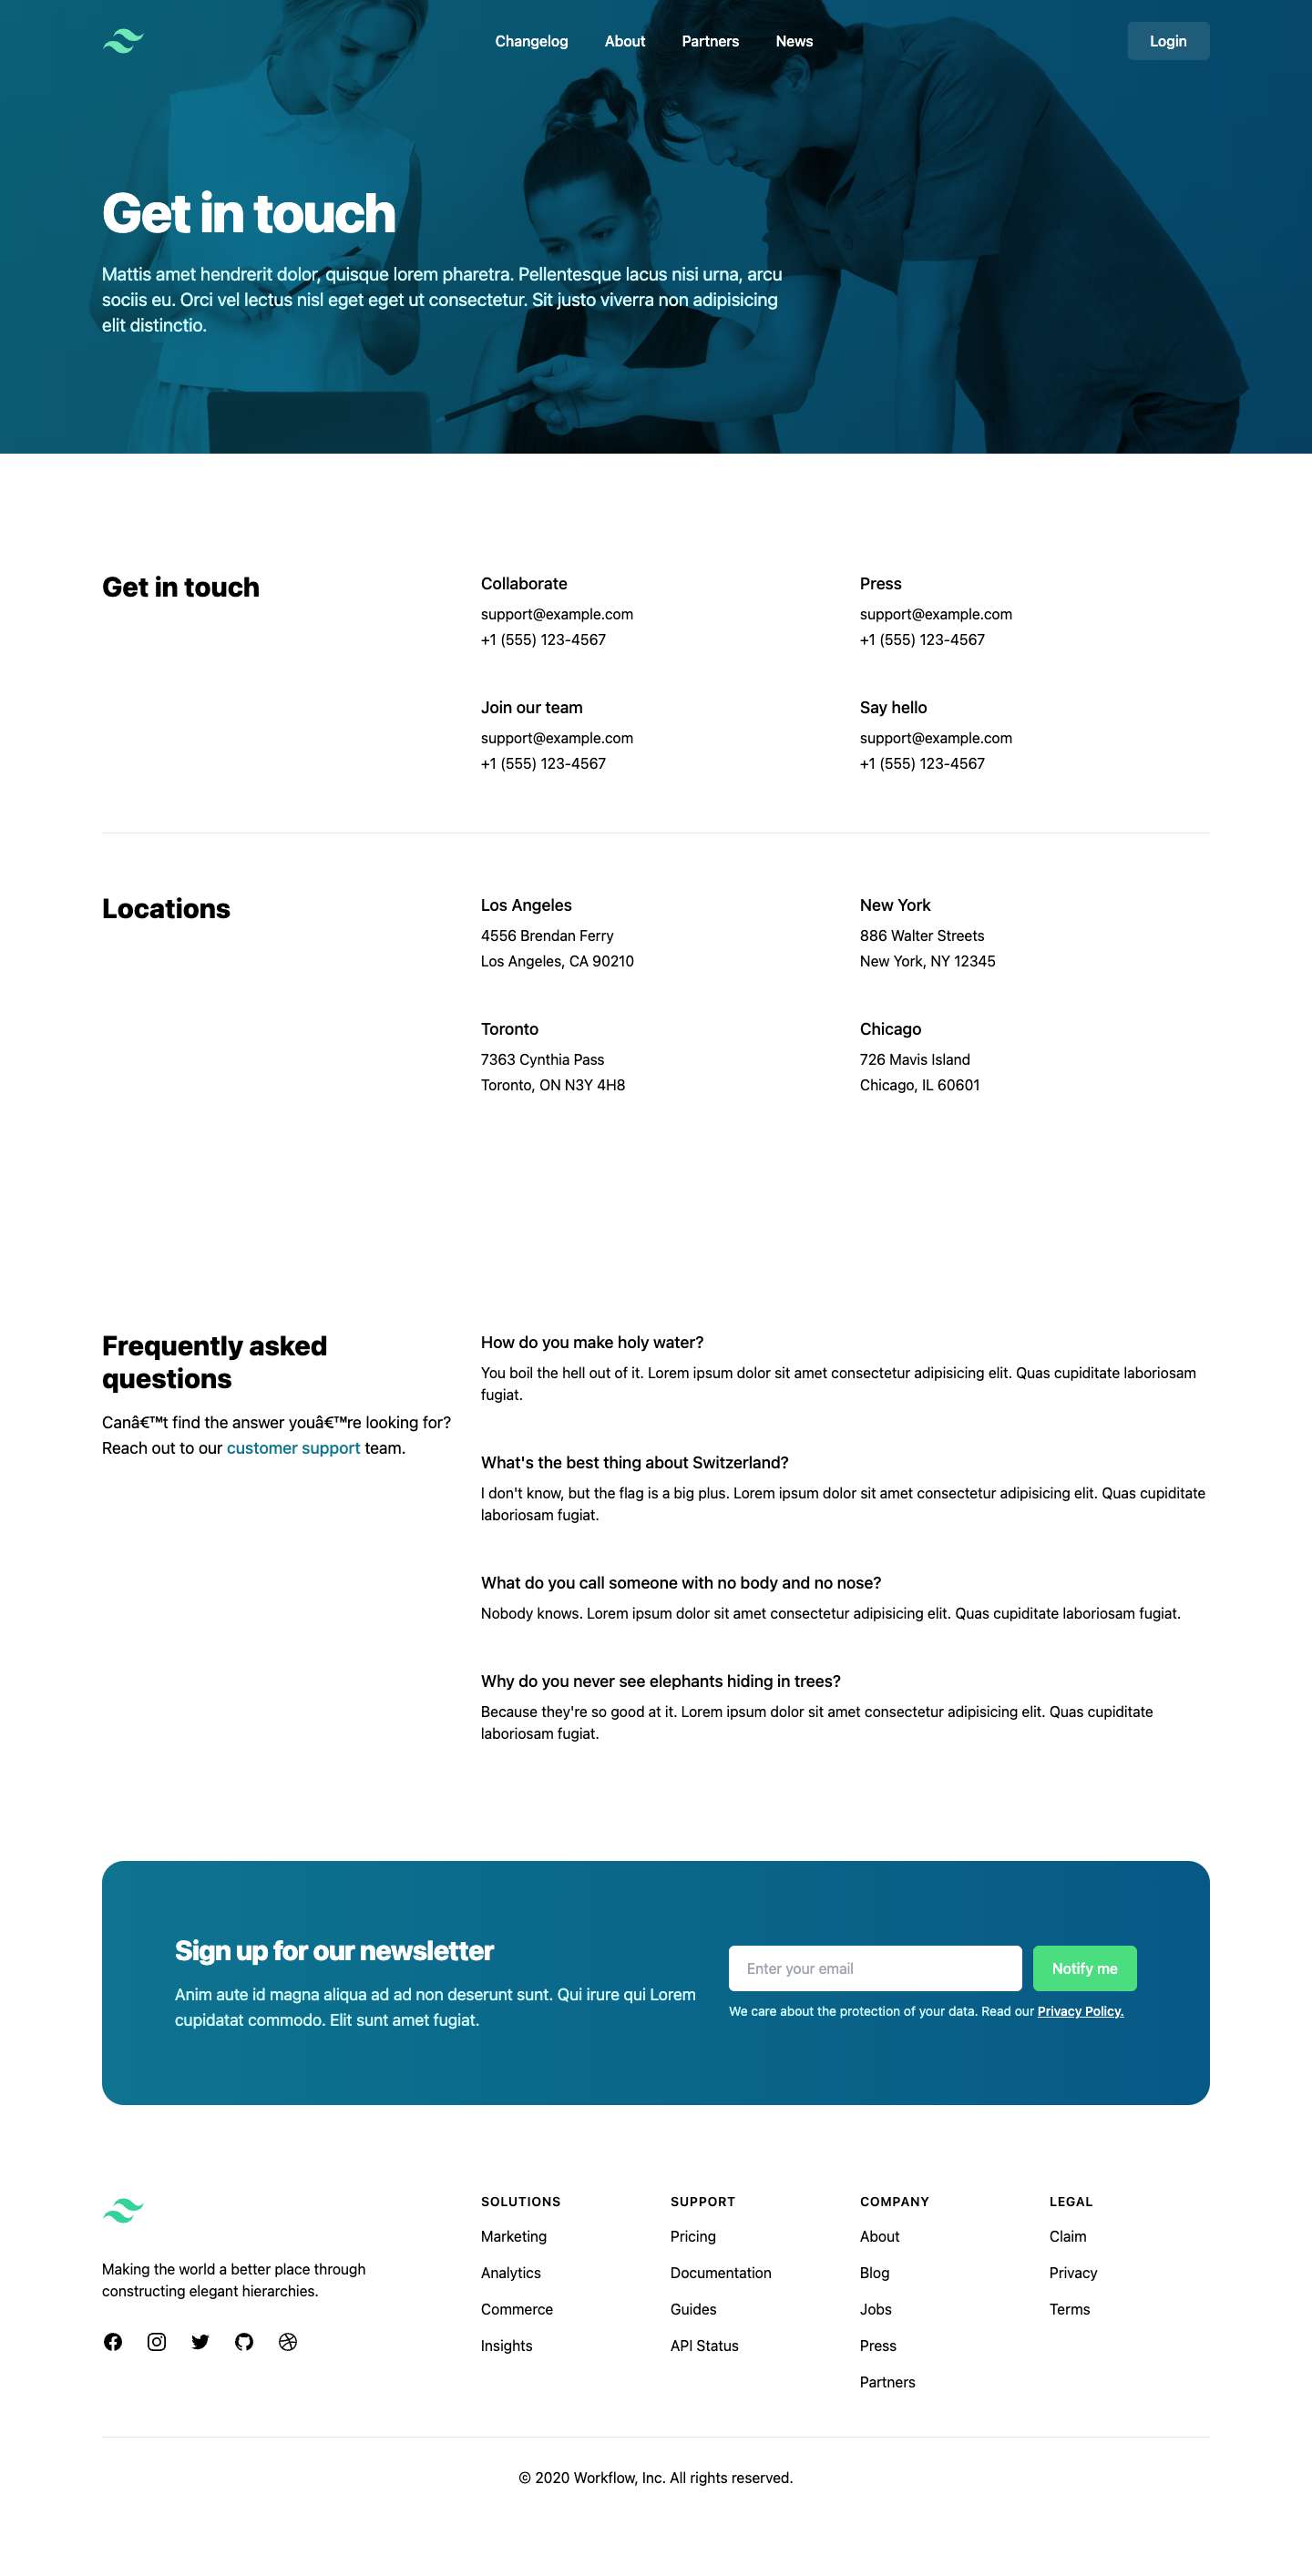 Changelog About Partners News Login
Get in touch
Mattis amet hendrerit dolor, quisque lorem pharetra. Pellentesque lacus nisi urna, arcu
sociis eu. Orci vel lectus nisl eget eget ut consectetur. Sit justo viverra non adipisicing
elit distinctio.
Get in touch
Collaborate
support@example.com
+1 (555) 123-4567
Press
support@example.com
+1 (555) 123-4567
Join our team
support@example.com
+1 (555) 123-4567
Say hello
support@example.com
+1 (555) 123-4567
Locations
Los Angeles
4556 Brendan Ferry
Los Angeles, CA 90210
New York
886 Walter Streets
New York, NY 12345
Toronto
7363 Cynthia Pass
Toronto, ON N3Y 4H8
Chicago
726 Mavis Island
Chicago, IL 60601
Frequently asked
questions
Canâ€™t find the answer youâ€™re looking for?
Reach out to our customer support team.
How do you make holy water?
You boil the hell out of it. Lorem ipsum dolor sit amet consectetur adipisicing elit. Quas cupiditate laboriosam
fugiat.
What's the best thing about Switzerland?
I don't know, but the flag is a big plus. Lorem ipsum dolor sit amet consectetur adipisicing elit. Quas cupiditate
laboriosam fugiat.
What do you call someone with no body and no nose?
Nobody knows. Lorem ipsum dolor sit amet consectetur adipisicing elit. Quas cupiditate laboriosam fugiat.
Why do you never see elephants hiding in trees?
Because they're so good at it. Lorem ipsum dolor sit amet consectetur adipisicing elit. Quas cupiditate
laboriosam fugiat.
Sign up for our newsletter
Anim aute id magna aliqua ad ad non deserunt sunt. Qui irure qui Lorem
cupidatat commodo. Elit sunt amet fugiat.
Enter your email
Notify me
We care about the protection of your data. Read our Privacy Policy.
Making the world a better place through
constructing elegant hierarchies.
SOLUTIONS
Marketing
Analytics
Commerce
Insights
SUPPORT
Pricing
Documentation
Guides
API Status
COMPANY
About
Blog
Jobs
Press
Partners
LEGAL
Claim
Privacy
Terms
© 2020 Workflow, Inc. All rights reserved.